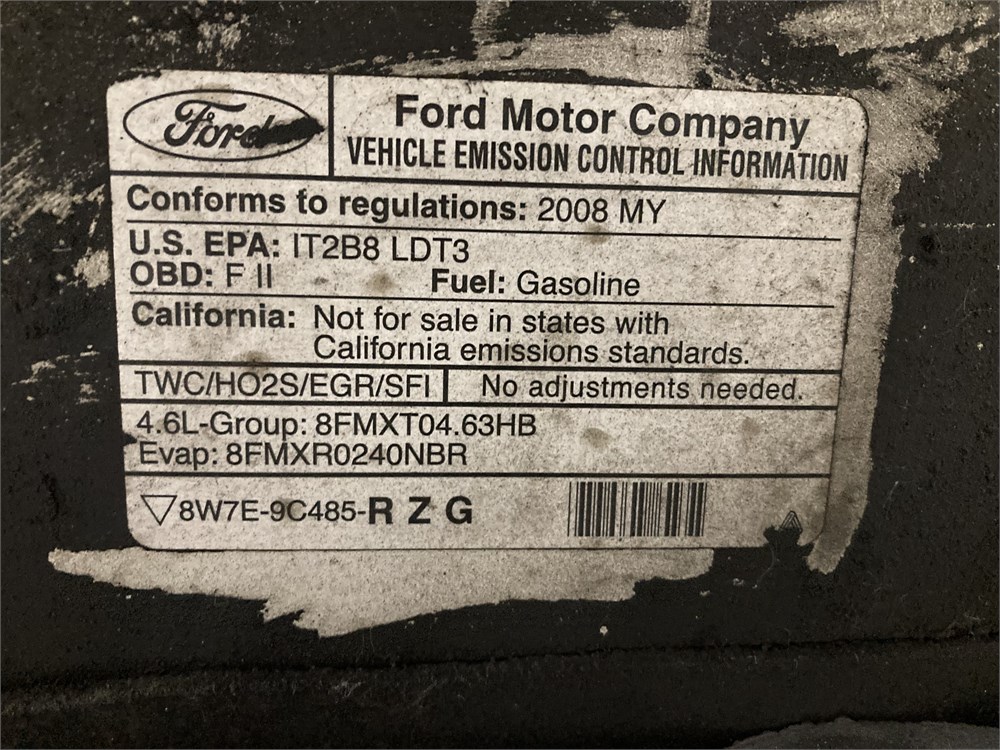 Ford
Ford Motor Company
VEHICLE EMISSION CONTROL INFORMATION
Conforms to regulations: 2008 MY
U.S. EPA: IT2B8 LDT3
OBD: F II Fuel: Gasoline
California: Not for sale in states with
California emissions standards.
TWC/HO2S/EGR/SFI No adjustments needed.
4.6L-Group: 8FMXT04.63HB
Evap: 8FMXR0240NBR
8W7E-9C485-R Z G